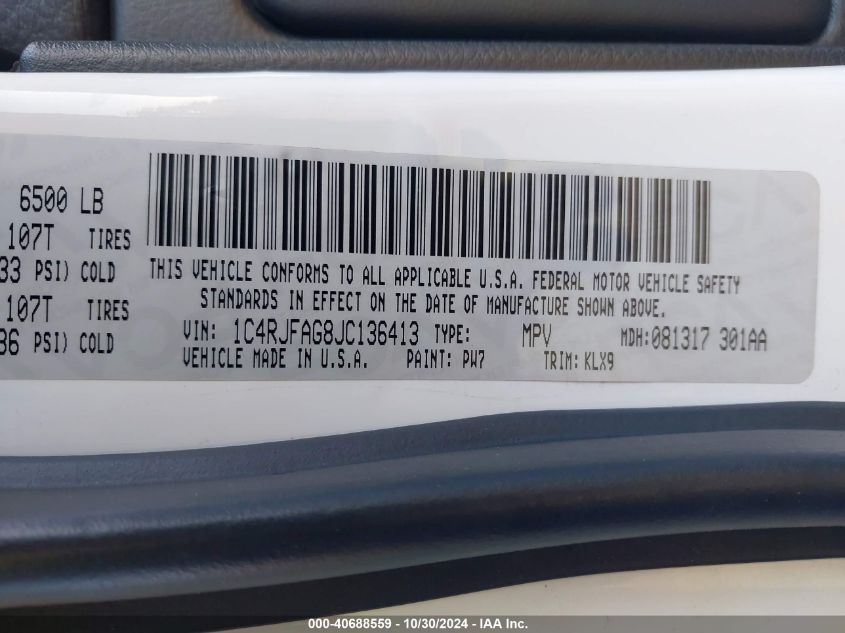 6500 LB
107T TIRES
33 PSI) COLD
107T TIRES
36 PSI) COLD
THIS VEHICLE CONFORMS TO ALL APPLICABLE U.S.A. FEDERAL MOTOR VEHICLE SAFETY
STANDARDS IN EFFECT ON THE DATE OF MANUFACTURE SHOWN ABOVE.
VIN: 1C4RJFAG8JC136413 TYPE: MPV MDH:081317 301AA
VEHICLE MADE IN U.S.A. PAINT: PW7 TRIM:KLX9
000-40688559 - 10/30/2024 - IAA Inc.